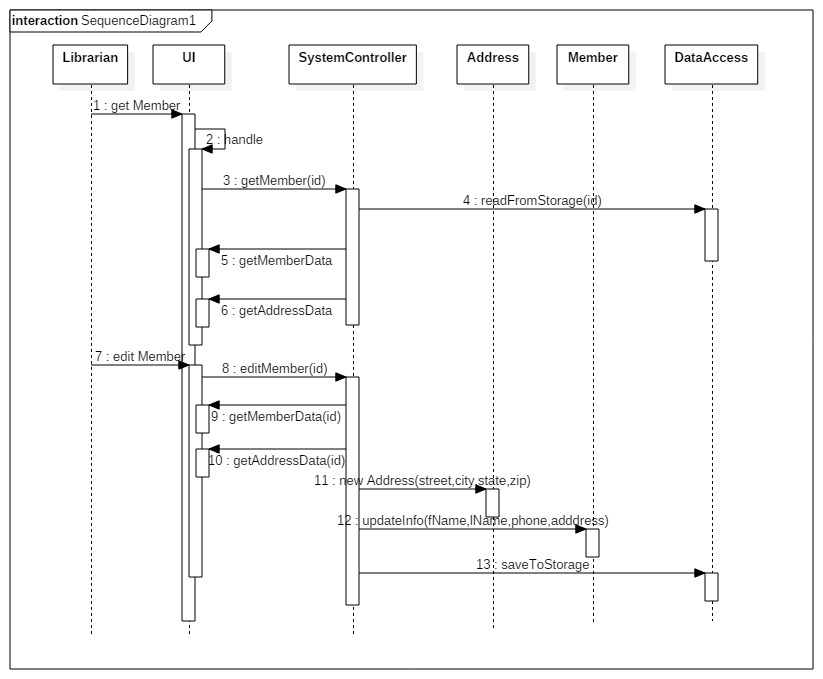 interaction SequenceDiagram1
Librarian UI SystemController Address Member DataAccess
1 : get Member
2 : handle
3 : getMember(id)
4 : readFromStorage(id)
5 : getMemberData
6 : getAddressData
7 : edit Member
8 : editMember(id)
9 : getMemberData(id)
10 : getAddressData(id)
11 : new Address(street,city,state,zip)
12 : updateInfo(fName,lName,phone,adddress)
13 : saveToStorage